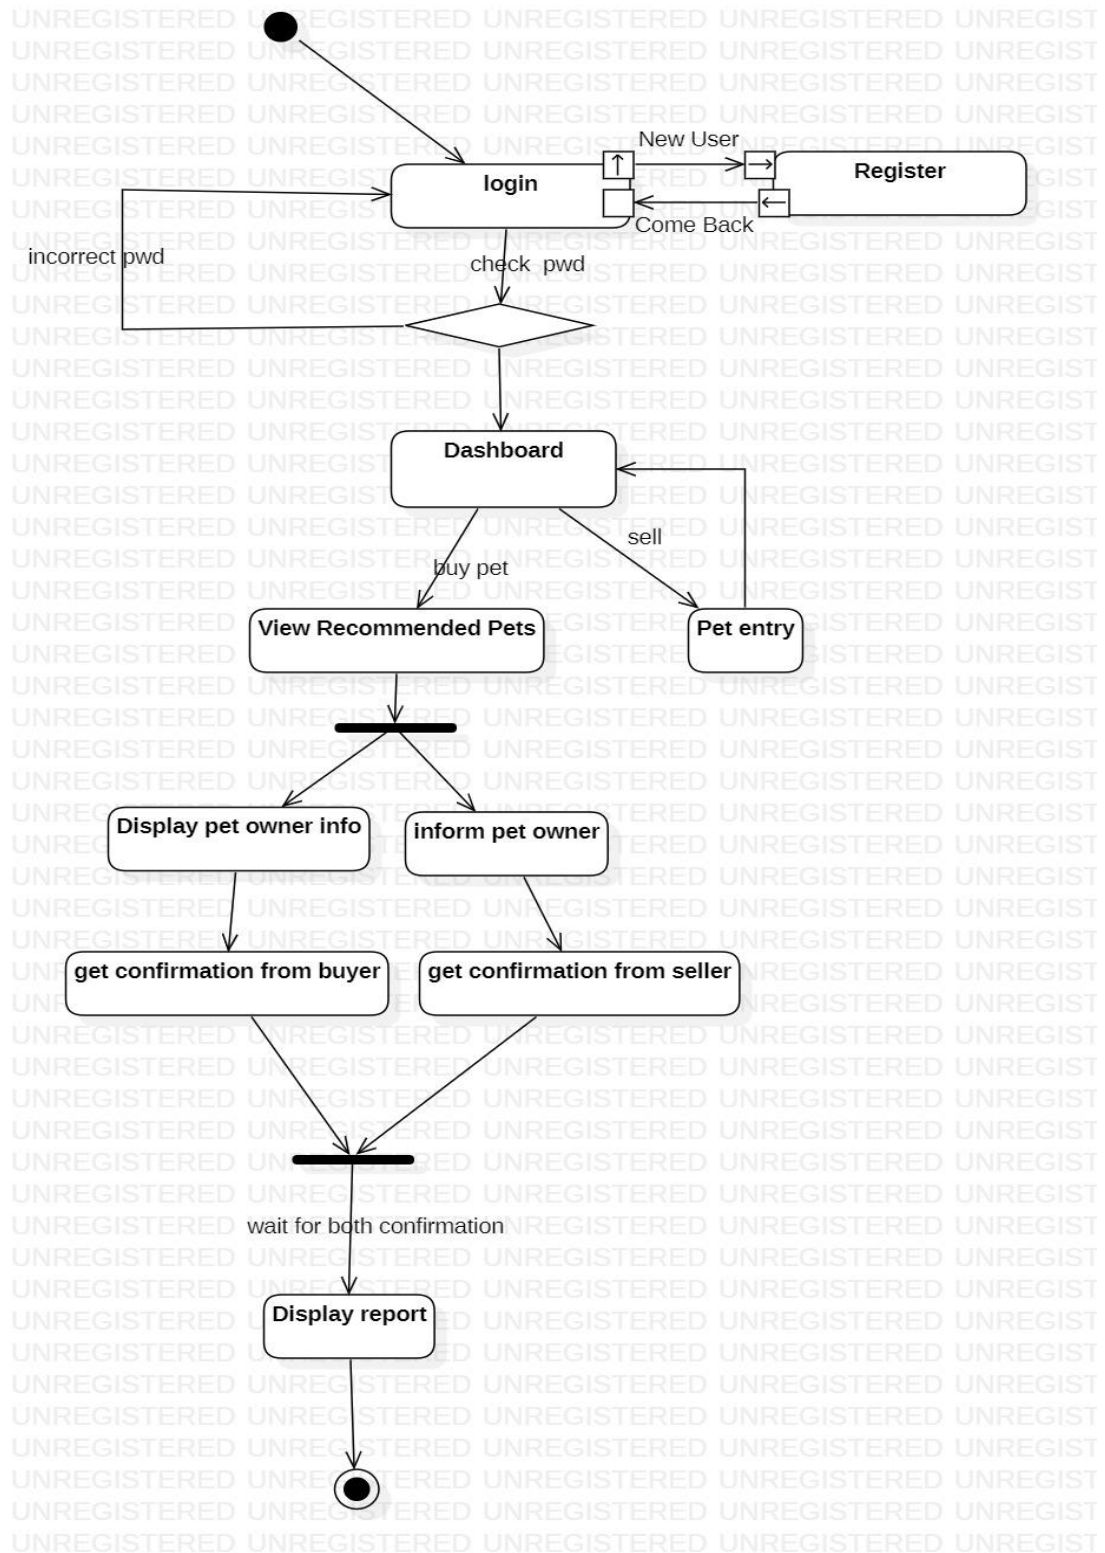 New User
login
Register
Come Back
incorrect pwd
check  pwd
Dashboard
sell
buy pet
View Recommended Pets
Pet entry
Display pet owner info
inform pet owner
get confirmation from buyer
get confirmation from seller
wait for both confirmation
Display report
UNREGISTERED